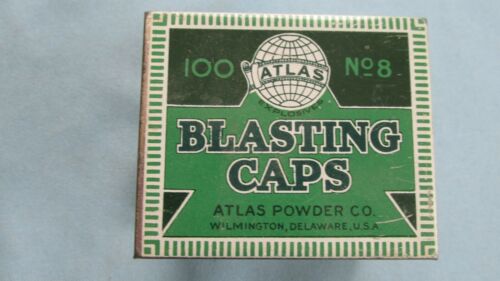 100 ATLAS No8
EXPLOSIVES
BLASTING
CAPS
ATLAS POWDER CO.
WILMINGTON, DELAWARE, U.S.A.